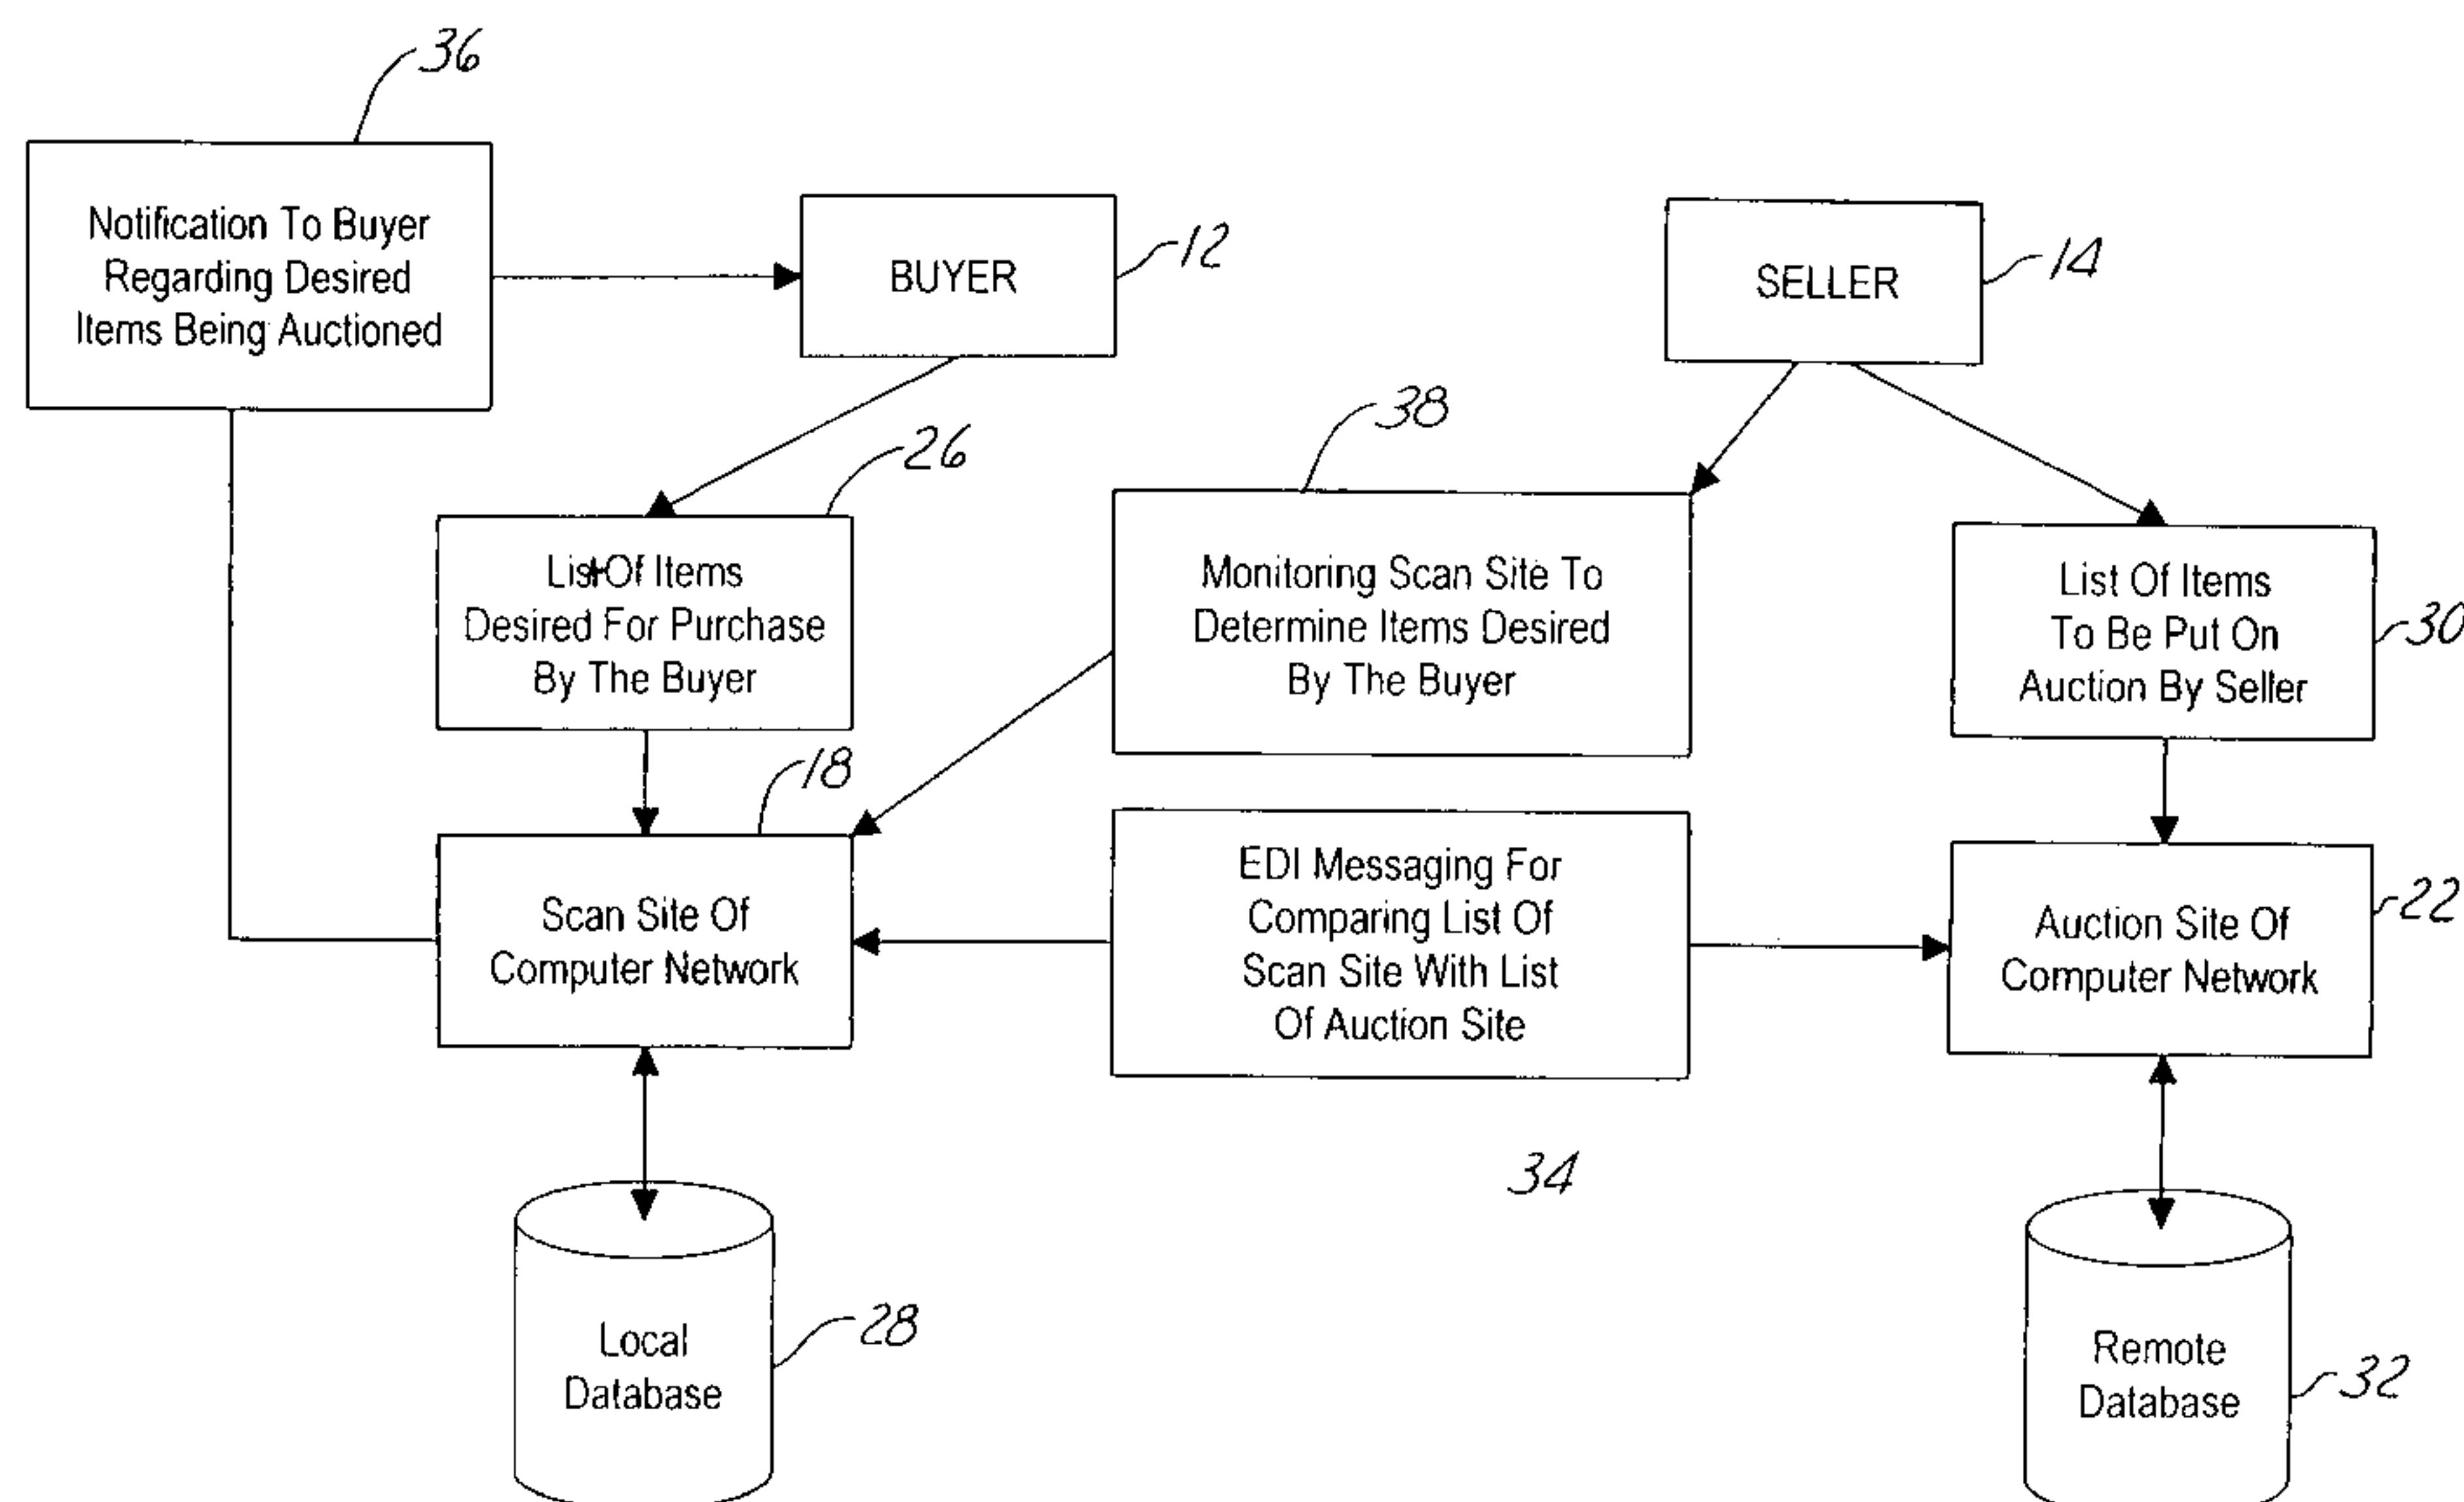 36
Notification To Buyer
Regarding Desired
Items Being Auctioned
BUYER
12
SELLER
14
26
List Of Items
Desired For Purchase
By The Buyer
38
Monitoring Scan Site To
Determine Items Desired
By The Buyer
List Of Items
To Be Put On
Auction By Seller
30
18
Scan Site Of
Computer Network
EDI Messaging For
Comparing List Of
Scan Site With List
Of Auction Site
34
Auction Site Of
Computer Network
22
Local
Database
28
Remote
Database
32